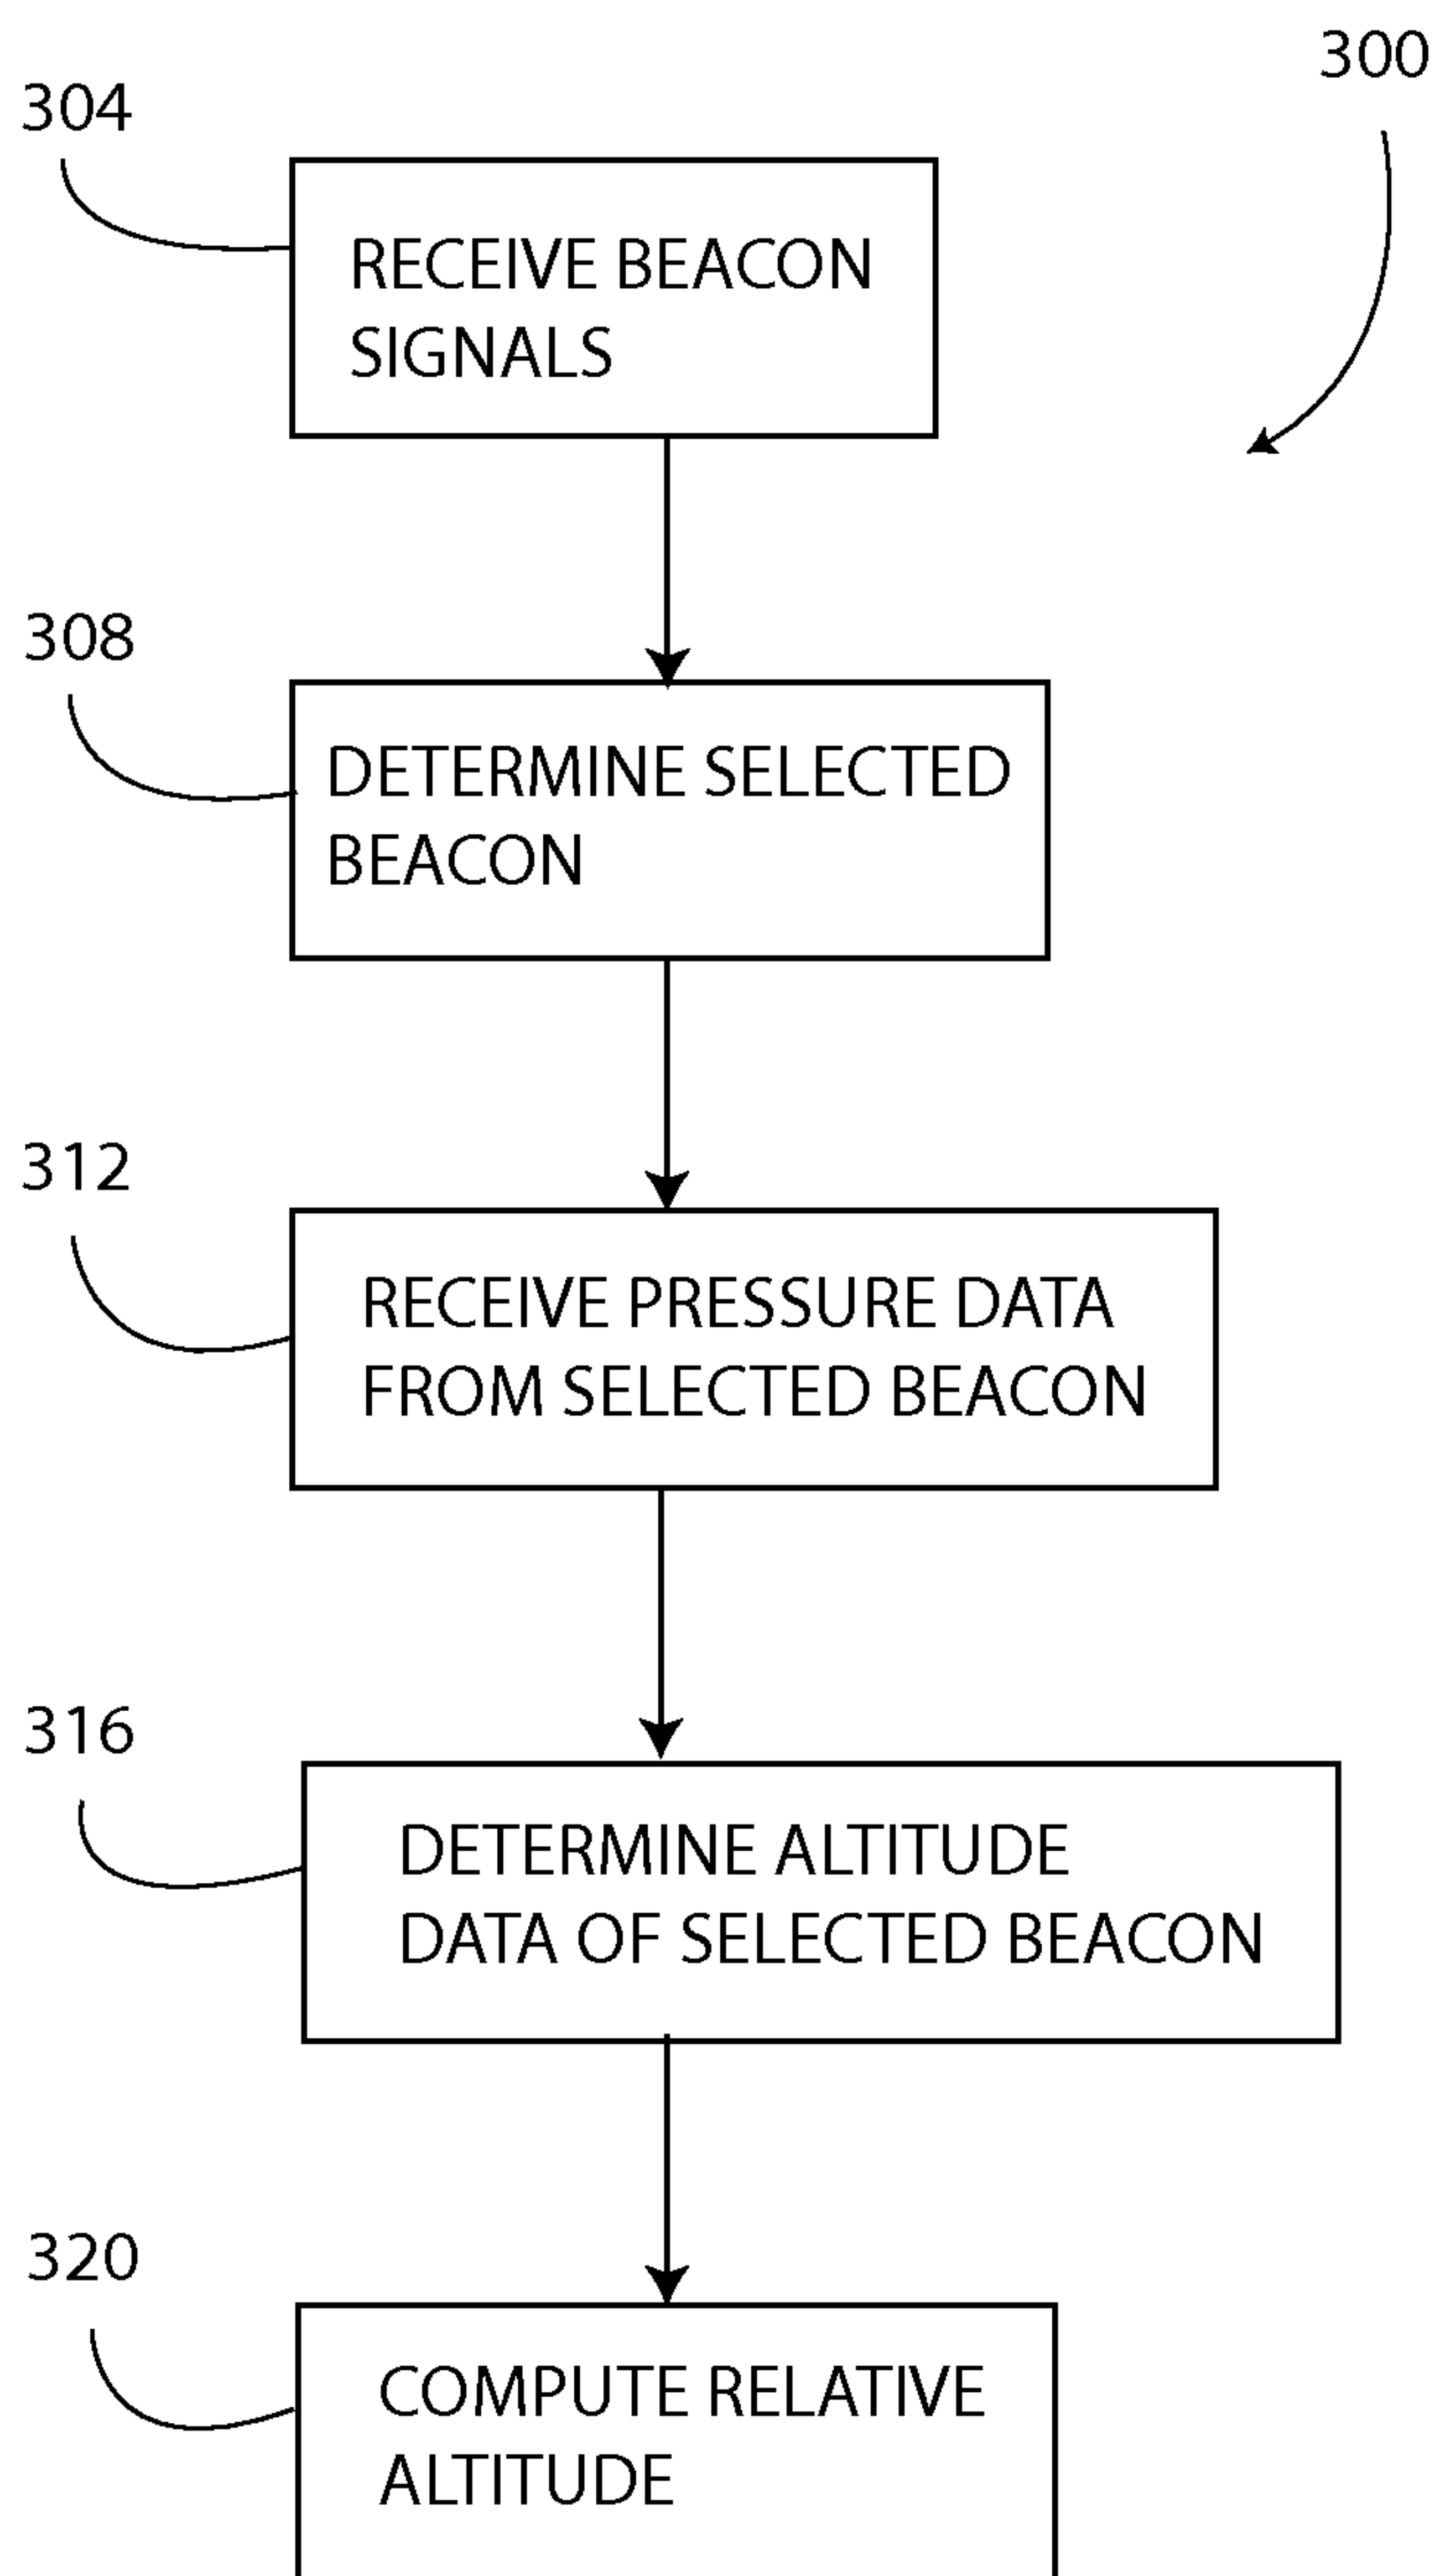 300
304
RECEIVE BEACON
SIGNALS
308
DETERMINE SELECTED
BEACON
312
RECEIVE PRESSURE DATA
FROM SELECTED BEACON
316
DETERMINE ALTITUDE
DATA OF SELECTED BEACON
320
COMPUTE RELATIVE
ALTITUDE